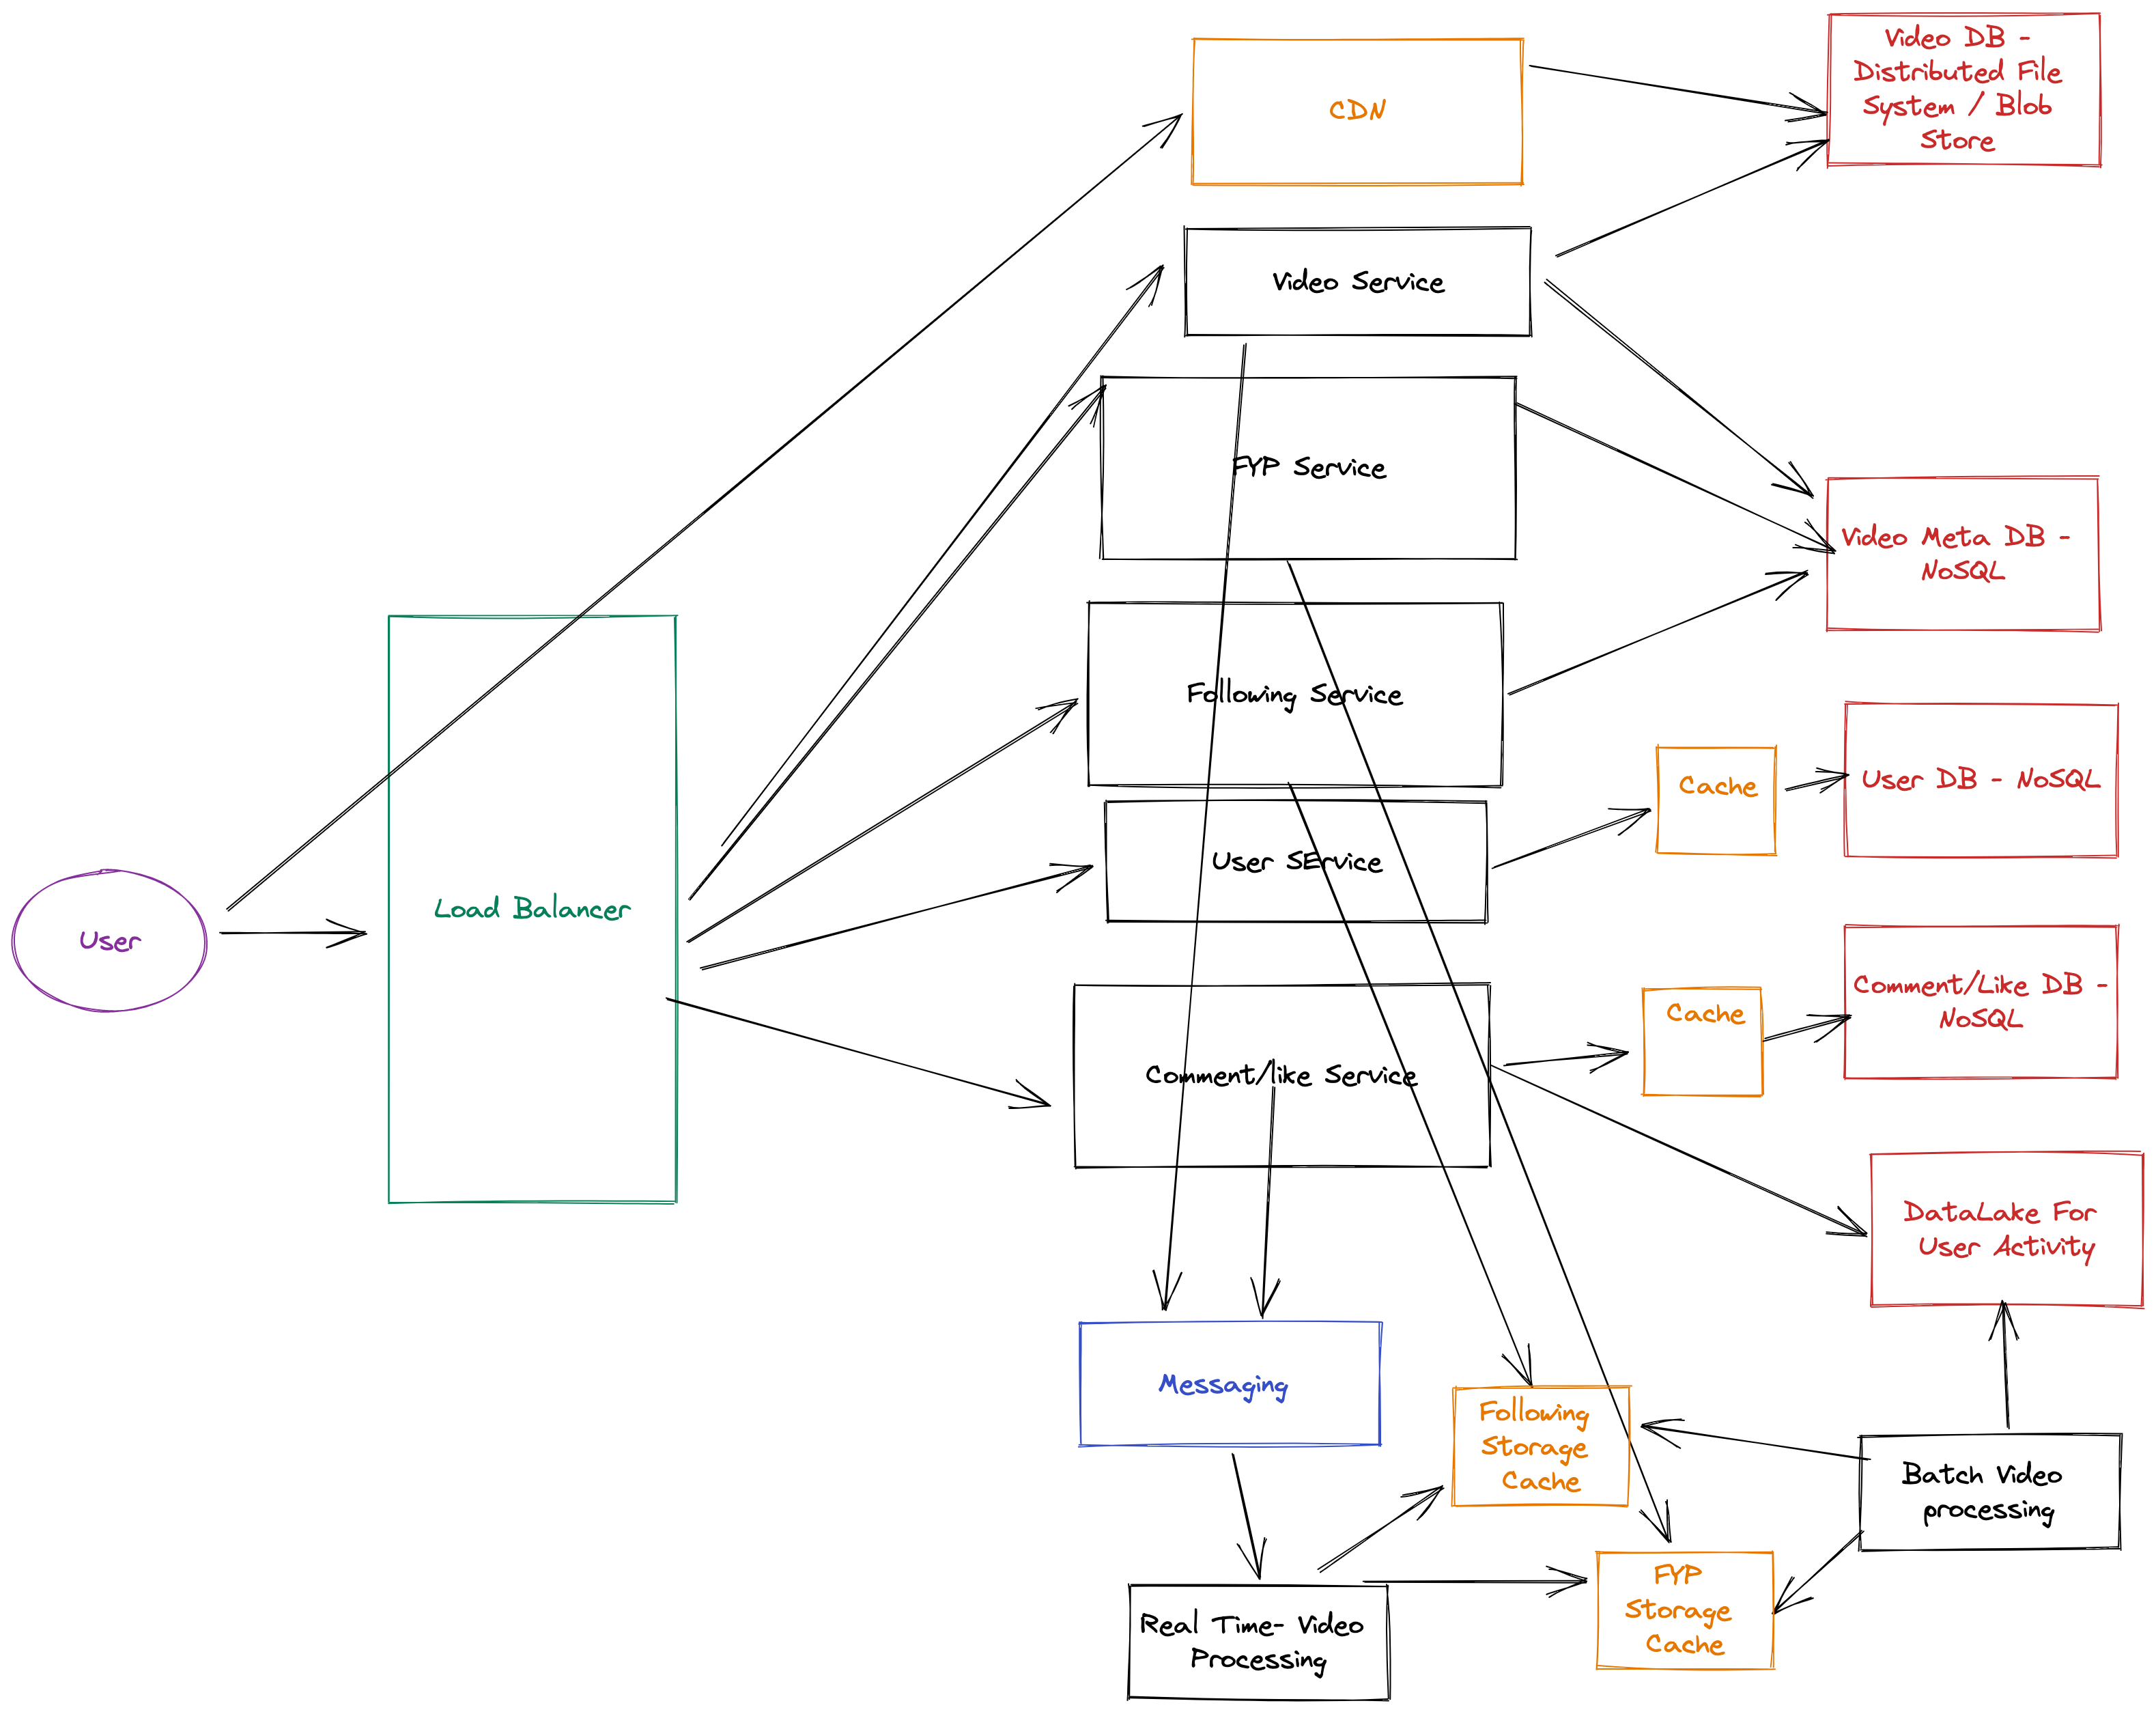 Video DB -
Distributed File
System / Blob
Store
CDN
Video Service
FYP Service
Video Meta DB -
NoSQL
Following Service
Cache
User DB - NoSQL
User SErvice
Load Balancer
User
Comment/Like DB -
NoSQL
Cache
Comment/like Service
DataLake For
User Activity
Messaging
Following
Storage
Cache
Batch Video
processing
FYP
Storage
Cache
Real Time- Video
Processing